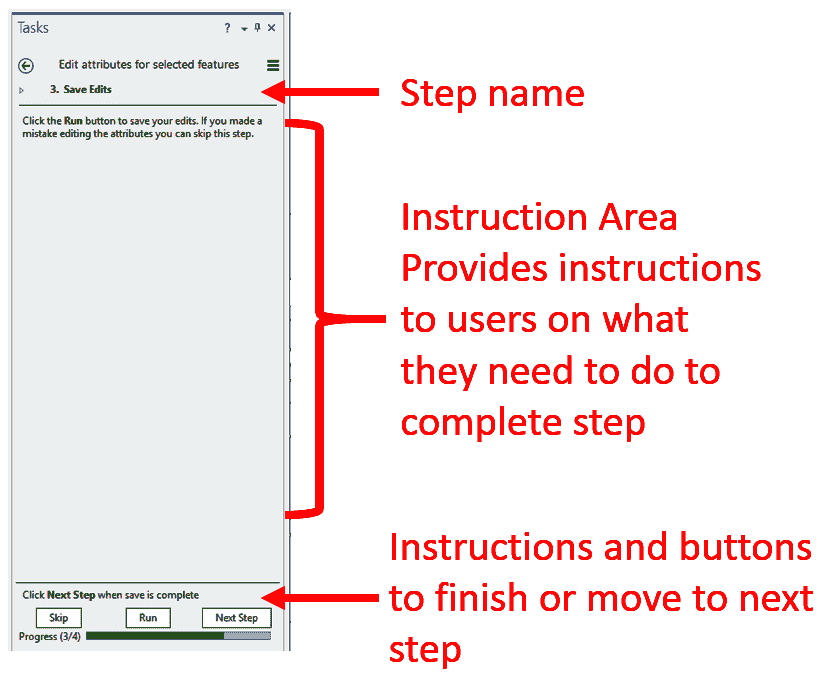 Tasks
?
Edit attributes for selected features
3. Save Edits
Step name
Click the Run button to save your edits. If you made a
mistake editing the attributes you can skip this step.
Instruction Area
Provides instructions
to users on what
they need to do to
complete step
Instructions and buttons
to finish or move to next
step
Click Next Step when save is complete
Skip
Run
Next Step
Progress (3/4)